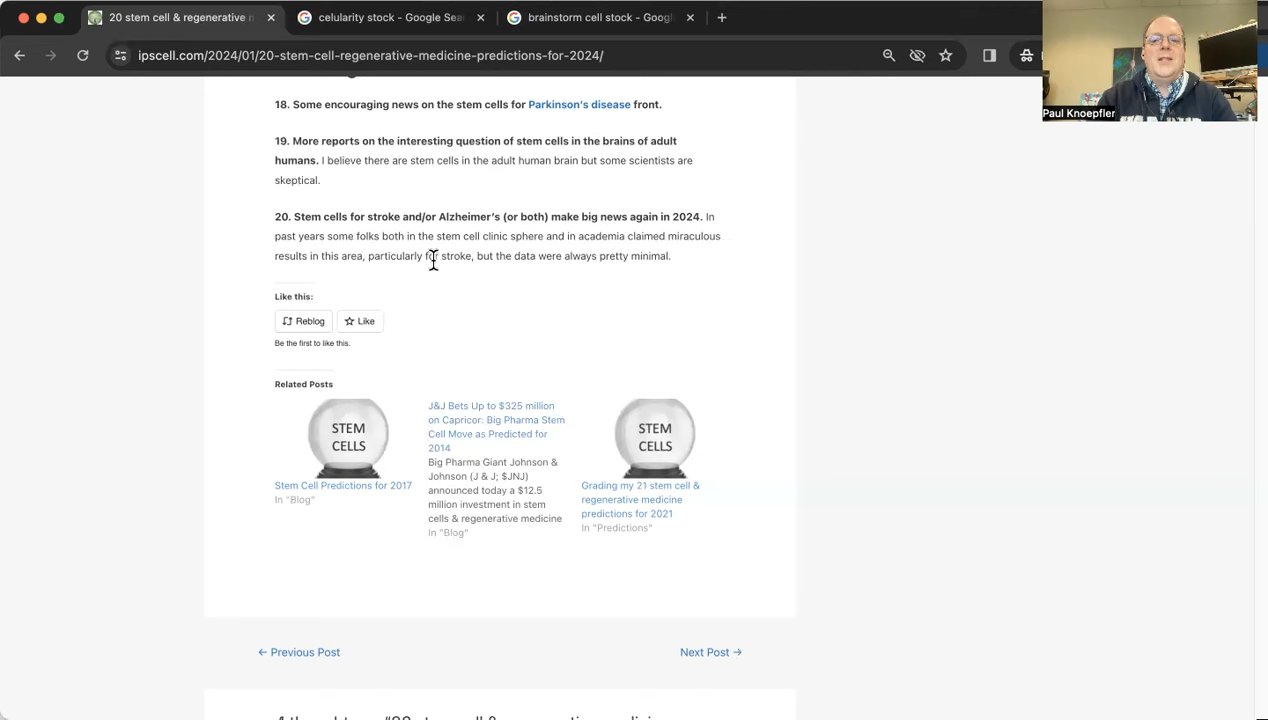 20 stem cell & regenerative
celularity stock - Google Sea
brainstorm cell stock - Goog
ipscell.com/2024/01/20-stem-cell-regenerative-medicine-predictions-for-2024/
Paul Knoepfler
18. Some encouraging news on the stem cells for Parkinson's disease front.
19. More reports on the interesting question of stem cells in the brains of adult
humans. I believe there are stem cells in the adult human brain but some scientists are
skeptical.
20. Stem cells for stroke and/or Alzheimer's (or both) make big news again in 2024. In
past years some folks both in the stem cell clinic sphere and in academia claimed miraculous
results in this area, particularly for stroke, but the data were always pretty minimal.
Like this:
Reblog
Like
Be the first to like this.
Related Posts
STEM
CELLS
Stem Cell Predictions for 2017
In "Blog"
J&J Bets Up to $325 million
on Capricor: Big Pharma Stem
Cell Move as Predicted for
2014
Big Pharma Giant Johnson &
Johnson (J & J; $JNJ)
announced today a $12.5
million investment in stem
cells & regenerative medicine
In "Blog"
STEM
CELLS
Grading my 21 stem cell &
regenerative medicine
predictions for 2021
In "Predictions"
← Previous Post
Next Post →